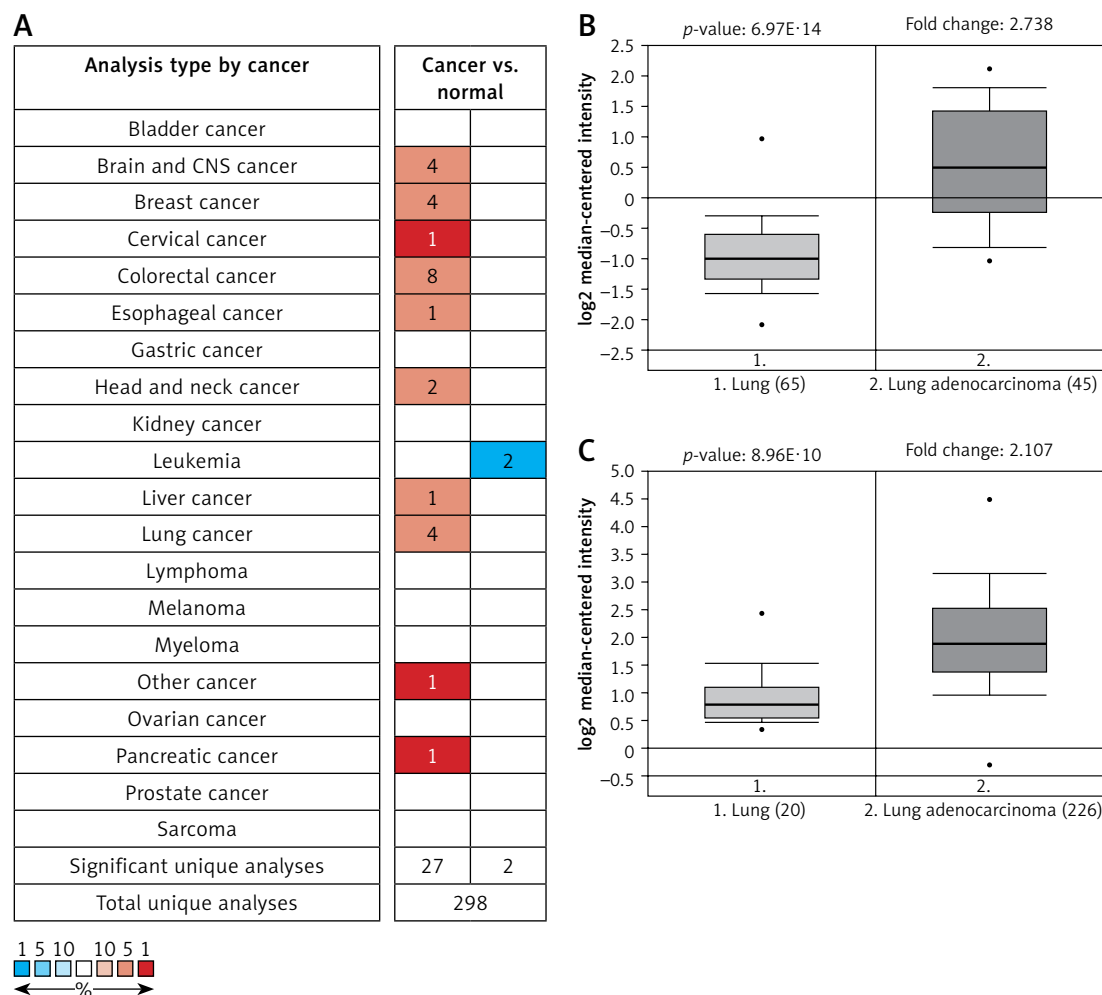 A
Analysis type by cancer
Cancer vs.
normal
Bladder cancer
Brain and CNS cancer 4
Breast cancer 4
Cervical cancer 1
Colorectal cancer 8
Esophageal cancer 1
Gastric cancer
Head and neck cancer 2
Kidney cancer
Leukemia 2
Liver cancer 1
Lung cancer 4
Lymphoma
Melanoma
Myeloma
Other cancer 1
Ovarian cancer
Pancreatic cancer 1
Prostate cancer
Sarcoma
Significant unique analyses 27 2
Total unique analyses 298
1 5 10 10 5 1
%
B
p-value: 6.97E·14 Fold change: 2.738
log2 median-centered intensity
2.5
2.0
1.5
1.0
0.5
0
−0.5
−1.0
−1.5
−2.0
−2.5
1. 2.
1. Lung (65) 2. Lung adenocarcinoma (45)
C
p-value: 8.96E·10 Fold change: 2.107
log2 median-centered intensity
5.0
4.5
4.0
3.5
3.0
2.5
2.0
1.5
1.0
0.5
0
−0.5
1. 2.
1. Lung (20) 2. Lung adenocarcinoma (226)